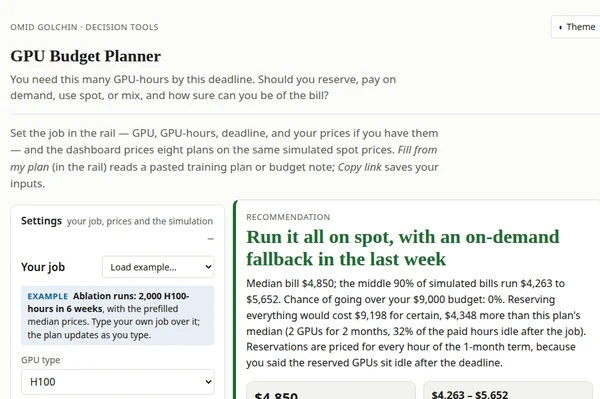 OMID GOLCHIN · DECISION TOOLS
Theme
GPU Budget Planner
You need this many GPU-hours by this deadline. Should you reserve, pay on
demand, use spot, or mix, and how sure can you be of the bill?
Set the job in the rail — GPU, GPU-hours, deadline, and your prices if you have them
— and the dashboard prices eight plans on the same simulated spot prices. Fill from
my plan (in the rail) reads a pasted training plan or budget note; Copy link saves your
inputs.
Settings your job, prices and the simulation
–
Your job
Load example...
EXAMPLE Ablation runs: 2,000 H100-
hours in 6 weeks, with the prefilled
median prices. Type your own job over it;
the plan updates as you type.
GPU type
H100
RECOMMENDATION
Run it all on spot, with an on-demand
fallback in the last week
Median bill $4,850; the middle 90% of simulated bills run $4,263 to
$5,652. Chance of going over your $9,000 budget: 0%. Reserving
everything would cost $9,198 for certain, $4,348 more than this plan's
median (2 GPUs for 2 months, 32% of the paid hours idle after the job).
Reservations are priced for every hour of the 1-month term, because
you said the reserved GPUs sit idle after the deadline.
$4,850
$4,263 – $5,652